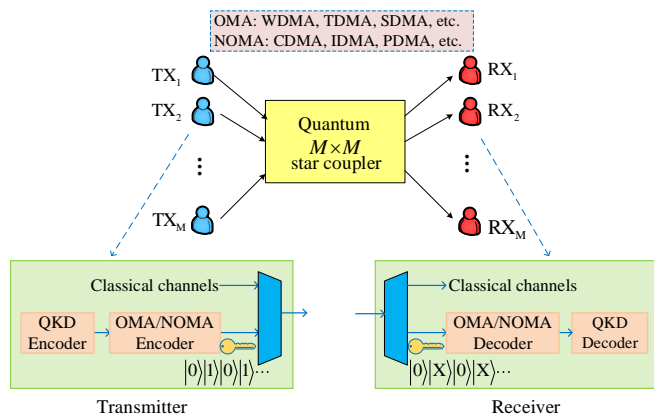 OMA: WDMA, TDMA, SDMA, etc.
NOMA: CDMA, IDMA, PDMA, etc.
TX₁
RX₁
TX₂
RX₂
Quantum
M×M
star coupler
...
...
TX_M
RX_M
Classical channels
Classical channels
QKD
Encoder
OMA/NOMA
Encoder
OMA/NOMA
Decoder
QKD
Decoder
|0⟩|1⟩|0⟩|1⟩...
|0⟩|X⟩|0⟩|X⟩...
Transmitter
Receiver